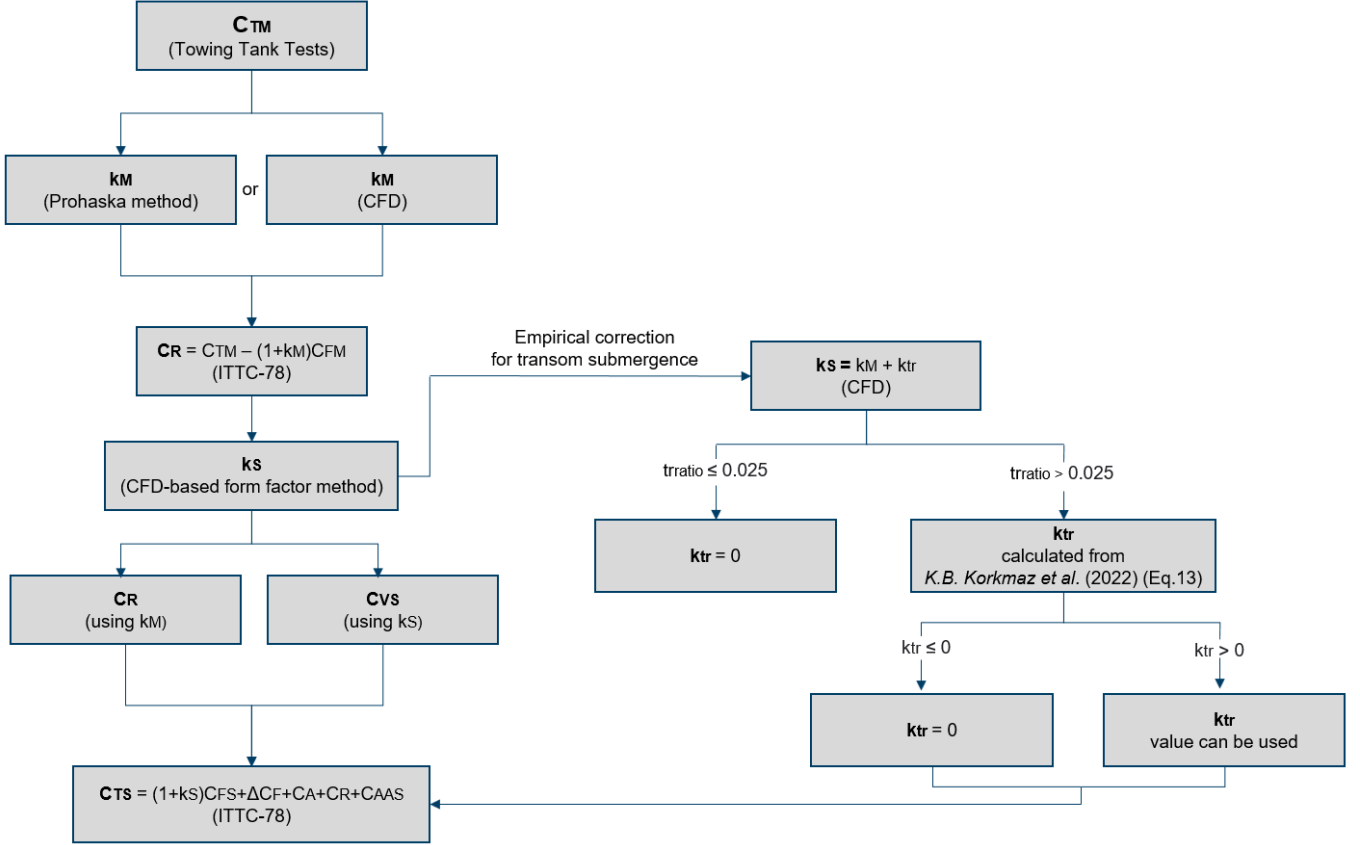 CTM
(Towing Tank Tests)
kM
(Prohaska method)
or
kM
(CFD)
CR = CTM – (1+kM)CFM
(ITTC-78)
Empirical correction
for transom submergence
kS = kM + ktr
(CFD)
kS
(CFD-based form factor method)
trratio ≤ 0.025
trratio > 0.025
ktr = 0
ktr
calculated from
K.B. Korkmaz et al. (2022) (Eq.13)
CR
(using kM)
CVS
(using kS)
ktr ≤ 0
ktr > 0
ktr = 0
ktr
value can be used
CTS = (1+kS)CFS+ΔCF+CA+CR+CAAS
(ITTC-78)